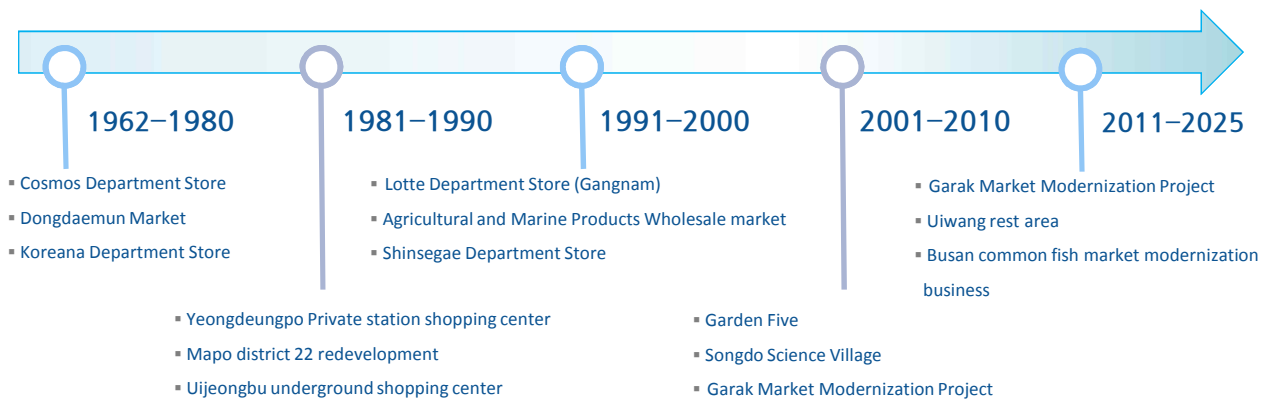 1962–1980
1981–1990
1991–2000
2001–2010
2011–2025
▪ Cosmos Department Store
▪ Dongdaemun Market
▪ Koreana Department Store
▪ Lotte Department Store (Gangnam)
▪ Agricultural and Marine Products Wholesale market
▪ Shinsegae Department Store
▪ Garak Market Modernization Project
▪ Uiwang rest area
▪ Busan common fish market modernization
business
▪ Yeongdeungpo Private station shopping center
▪ Mapo district 22 redevelopment
▪ Uijeongbu underground shopping center
▪ Garden Five
▪ Songdo Science Village
▪ Garak Market Modernization Project